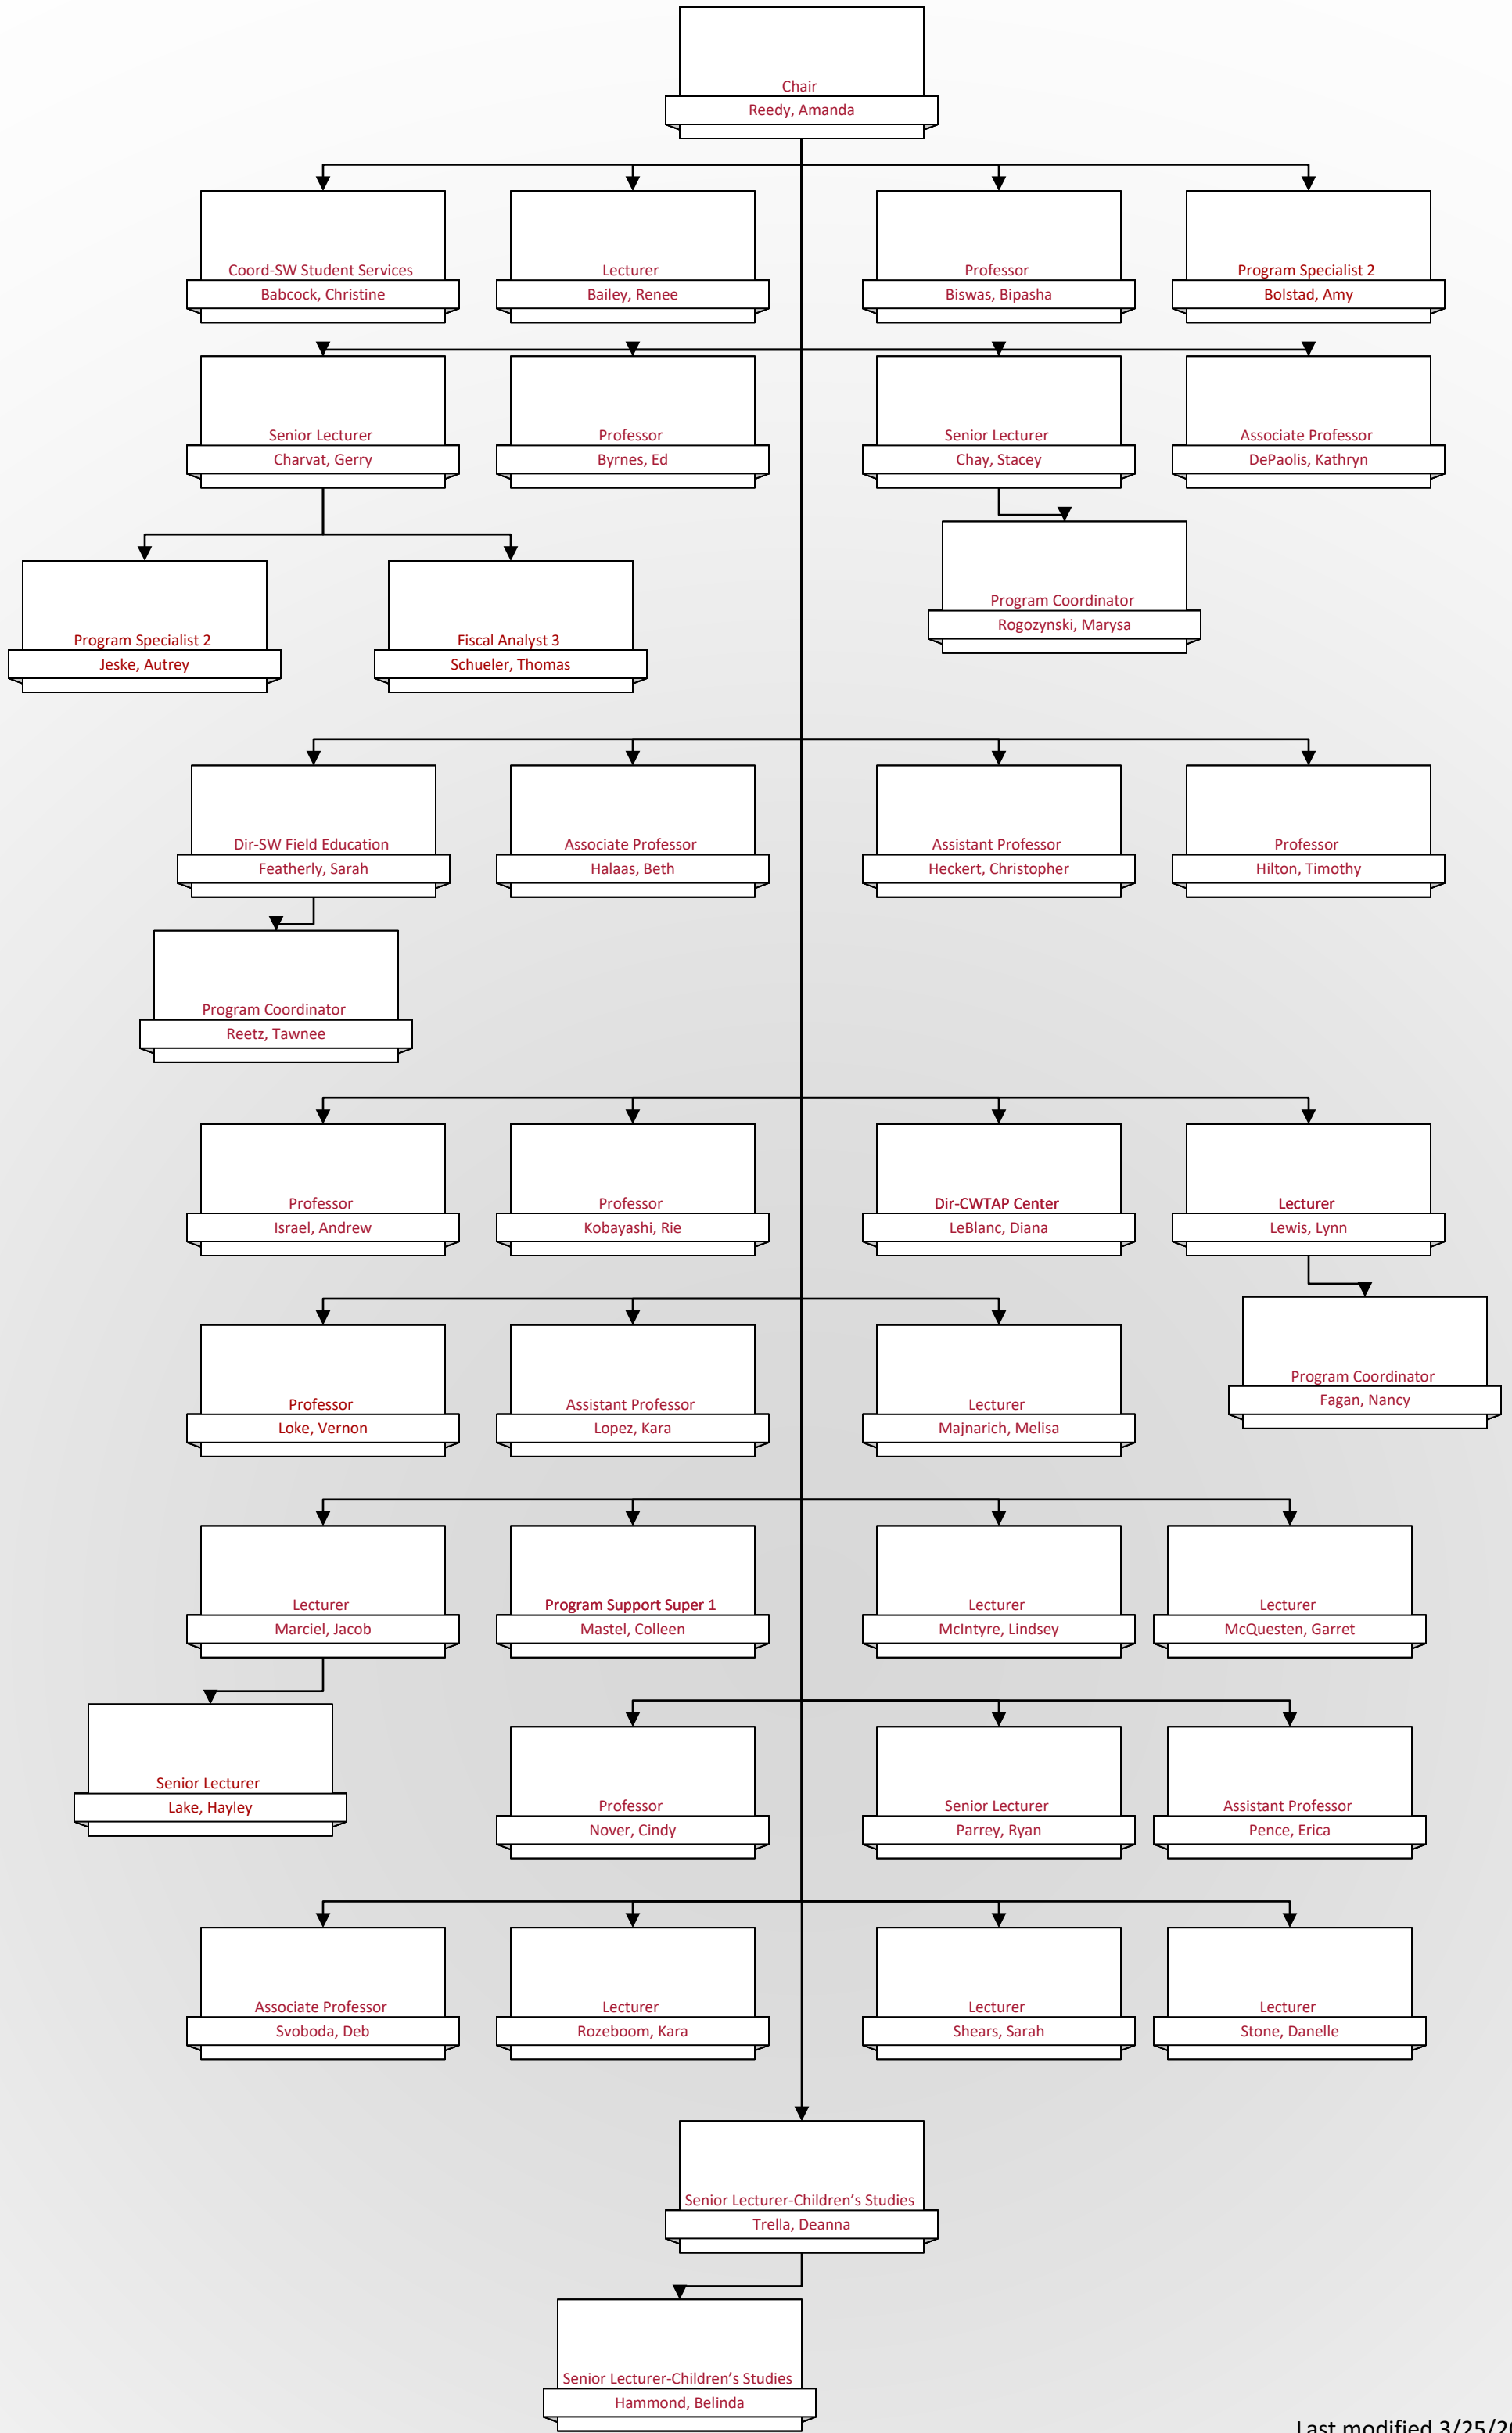 Chair
Reedy, Amanda
Coord-SW Student Services
Babcock, Christine
Lecturer
Bailey, Renee
Professor
Biswas, Bipasha
Program Specialist 2
Bolstad, Amy
Senior Lecturer
Charvat, Gerry
Professor
Byrnes, Ed
Senior Lecturer
Chay, Stacey
Associate Professor
DePaolis, Kathryn
Program Specialist 2
Jeske, Autrey
Fiscal Analyst 3
Schueler, Thomas
Program Coordinator
Rogozynski, Marysa
Dir-SW Field Education
Featherly, Sarah
Associate Professor
Halaas, Beth
Assistant Professor
Heckert, Christopher
Professor
Hilton, Timothy
Program Coordinator
Reetz, Tawnee
Professor
Israel, Andrew
Professor
Kobayashi, Rie
Dir-CWTAP Center
LeBlanc, Diana
Lecturer
Lewis, Lynn
Professor
Loke, Vernon
Assistant Professor
Lopez, Kara
Lecturer
Majnarich, Melisa
Program Coordinator
Fagan, Nancy
Lecturer
Marciel, Jacob
Program Support Super 1
Mastel, Colleen
Lecturer
McIntyre, Lindsey
Lecturer
McQuesten, Garret
Senior Lecturer
Lake, Hayley
Professor
Nover, Cindy
Senior Lecturer
Parrey, Ryan
Assistant Professor
Pence, Erica
Associate Professor
Svoboda, Deb
Lecturer
Rozeboom, Kara
Lecturer
Shears, Sarah
Lecturer
Stone, Danelle
Senior Lecturer-Children's Studies
Trella, Deanna
Senior Lecturer-Children's Studies
Hammond, Belinda
Last modified